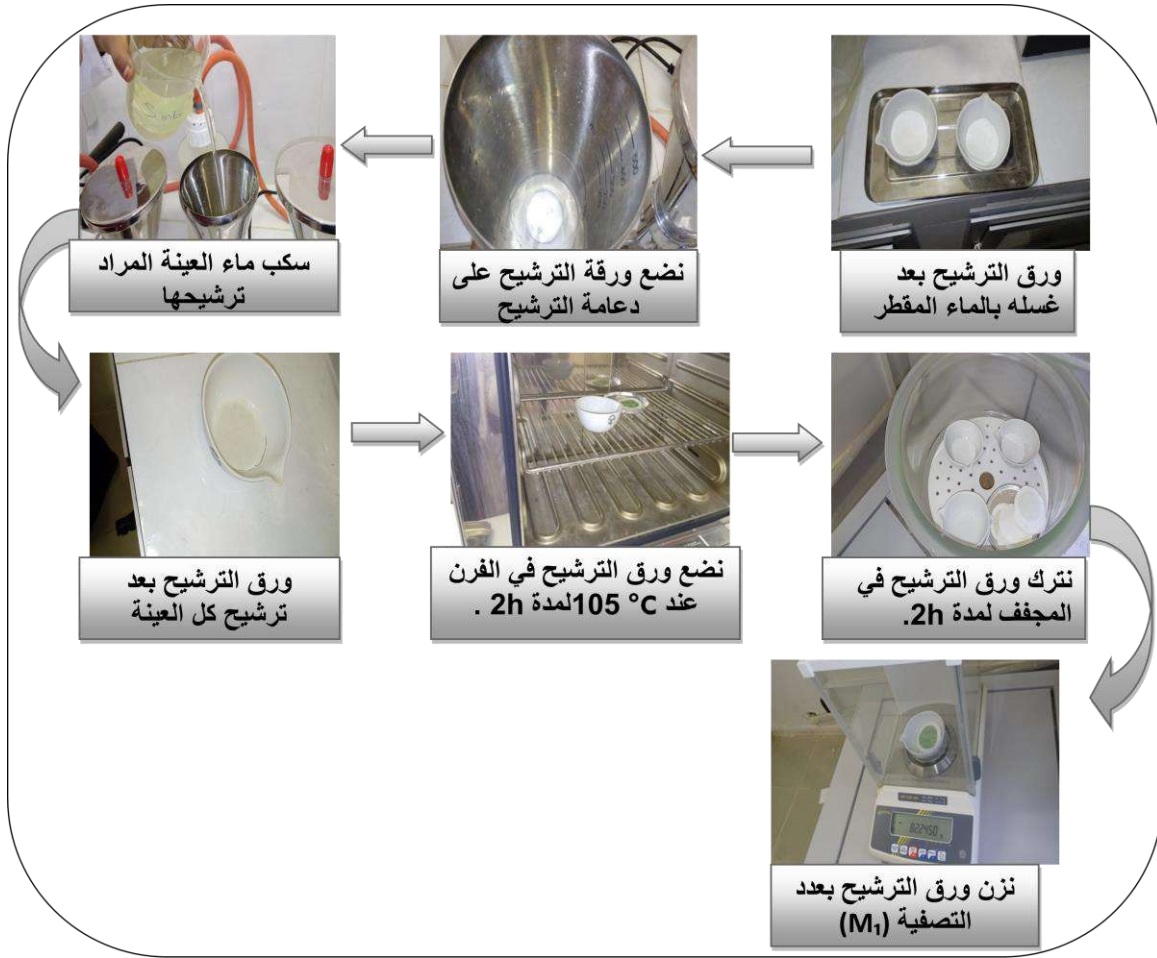 ورق الترشيح بعد
غسله بالماء المقطر
نضع ورقة الترشيح على
دعامة الترشيح
سكب ماء العينة المراد
ترشيحها
ورق الترشيح بعد
ترشيح كل العينة
نضع ورق الترشيح في الفرن
عند 105 °C لمدة 2h .
نترك ورق الترشيح في
المجفف لمدة 2h.
نزن ورق الترشيح بعدد
التصفية (M₁)